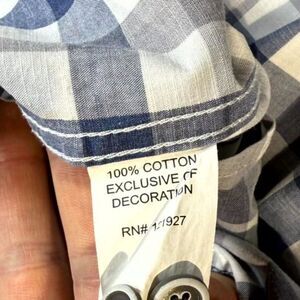 100% COTTON
EXCLUSIVE OF
DECORATION
RN#